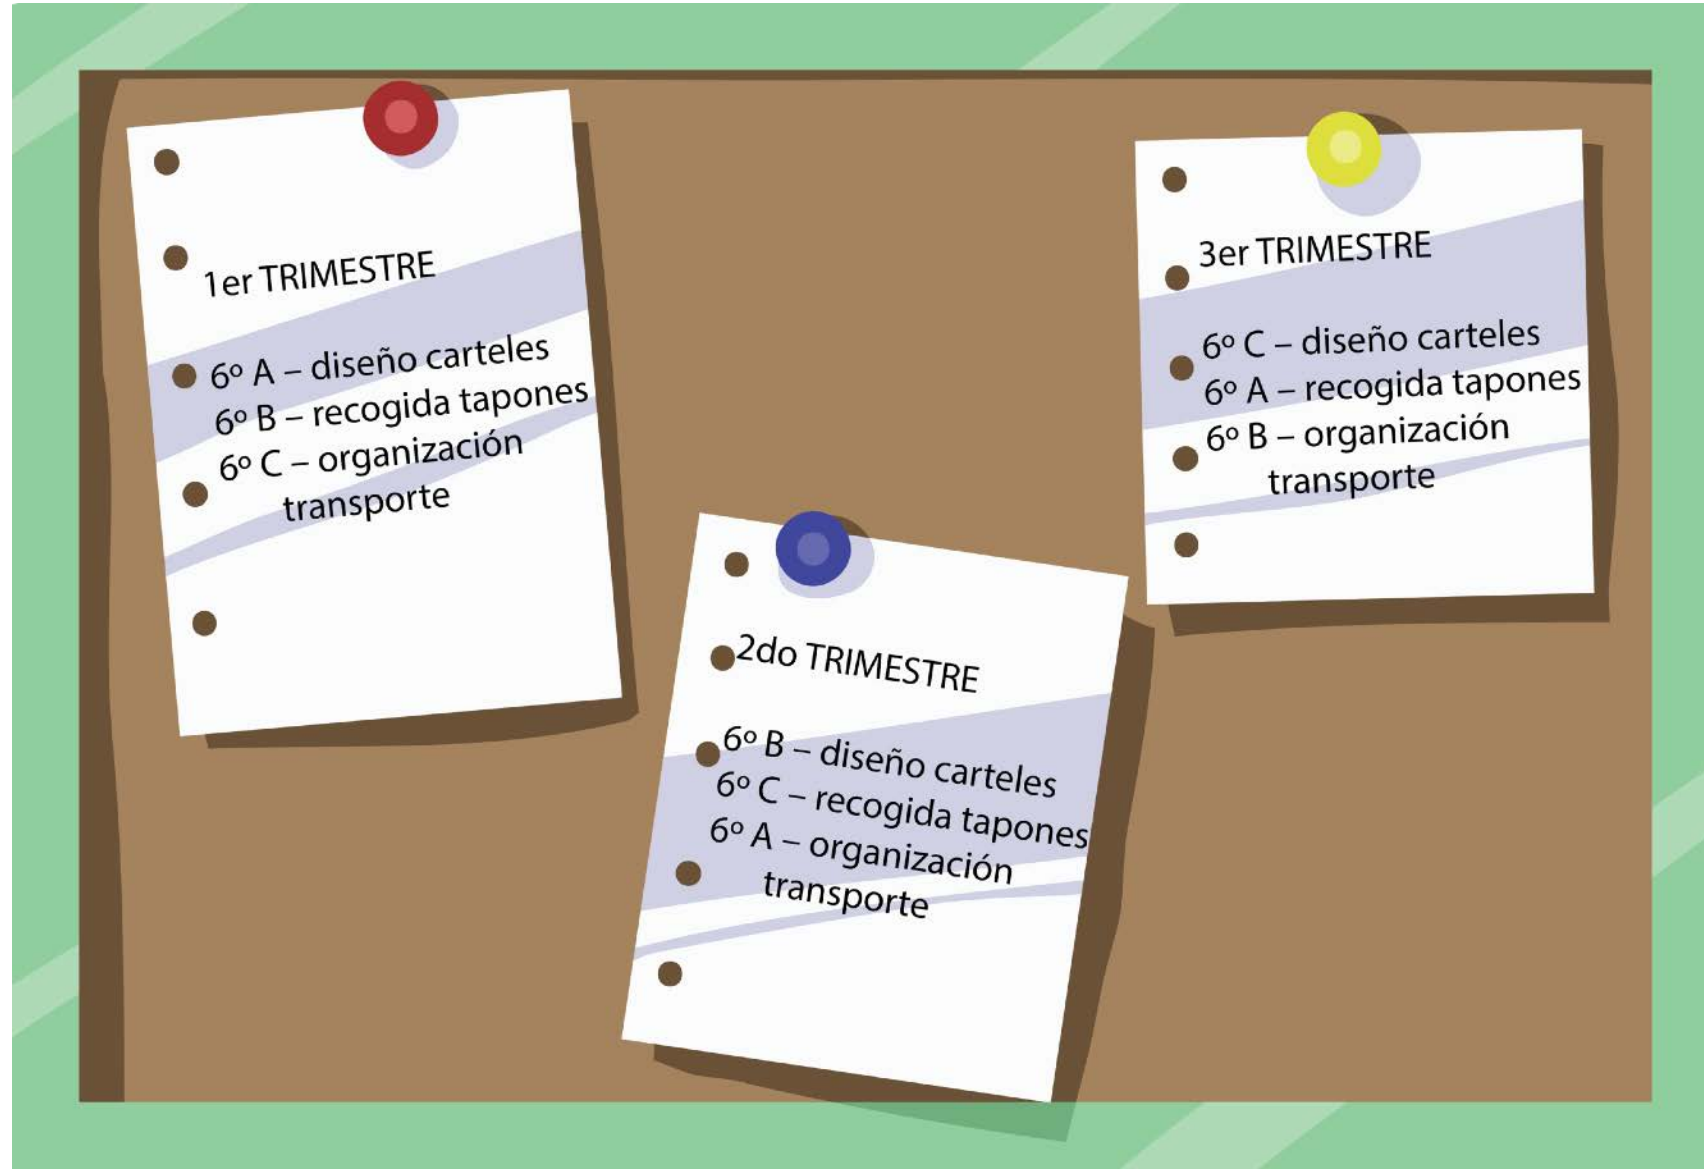 1er TRIMESTRE
6º A – diseño carteles
6º B – recogida tapones
6º C – organización
transporte
2do TRIMESTRE
6º B – diseño carteles
6º C – recogida tapones
6º A – organización
transporte
3er TRIMESTRE
6º C – diseño carteles
6º A – recogida tapones
6º B – organización
transporte